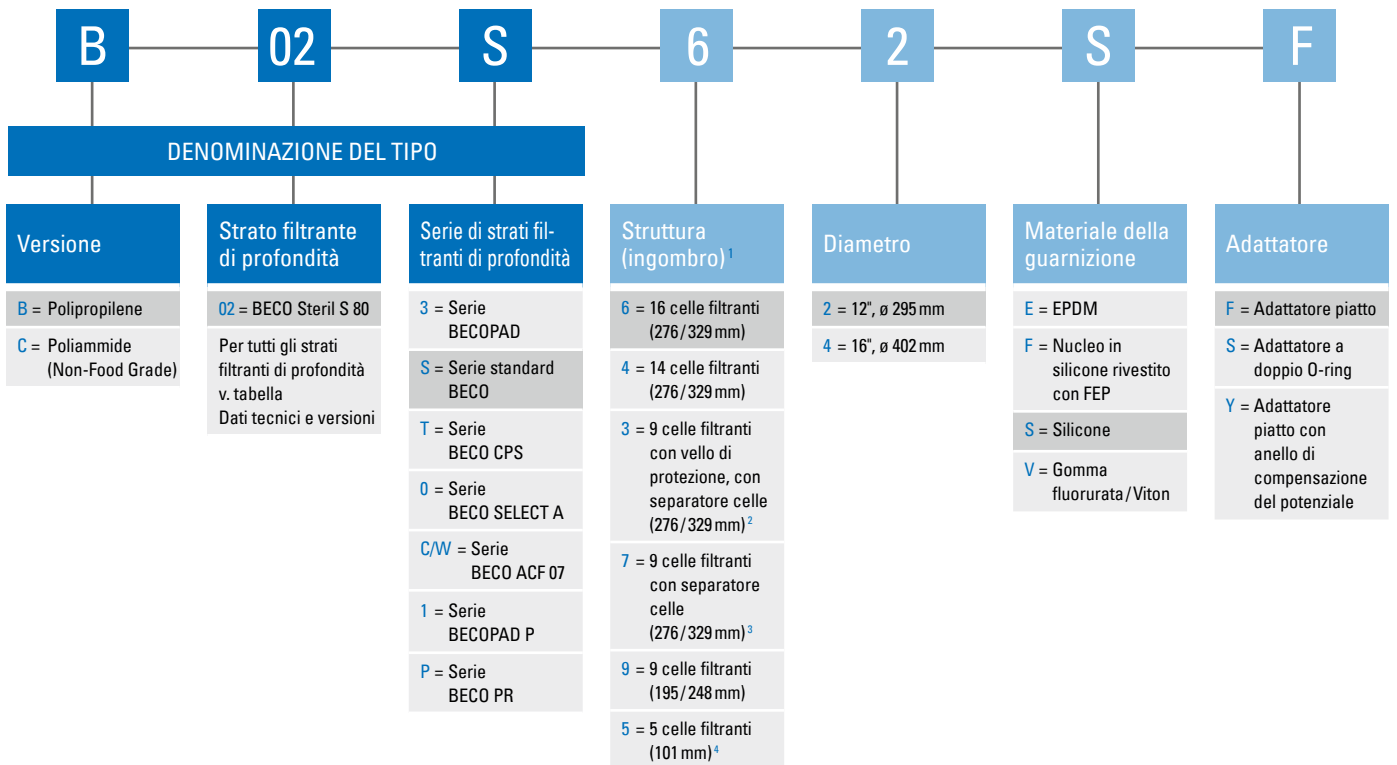 B 02 S 6 2 S F
DENOMINAZIONE DEL TIPO
Versione
B = Polipropilene
C = Poliammide
(Non-Food Grade)
Strato filtrante
di profondità
02 = BECO Steril S 80
Per tutti gli strati
filtranti di profondità
v. tabella
Dati tecnici e versioni
Serie di strati fil-
tranti di profondità
3 = Serie
BECOPAD
S = Serie standard
BECO
T = Serie
BECO CPS
0 = Serie
BECO SELECT A
C/W = Serie
BECO ACF 07
1 = Serie
BECOPAD P
P = Serie
BECO PR
Struttura
(ingombro) 1
6 = 16 celle filtranti
(276/329 mm)
4 = 14 celle filtranti
(276/329 mm)
3 = 9 celle filtranti
con vello di
protezione, con
separatore celle
(276/329 mm) 2
7 = 9 celle filtranti
con separatore
celle
(276/329 mm) 3
9 = 9 celle filtranti
(195/248 mm)
5 = 5 celle filtranti
(101 mm) 4
Diametro
2 = 12", ø 295 mm
4 = 16", ø 402 mm
Materiale della
guarnizione
E = EPDM
F = Nucleo in
silicone rivestito
con FEP
S = Silicone
V = Gomma
fluorurata/Viton
Adattatore
F = Adattatore piatto
S = Adattatore a
doppio O-ring
Y = Adattatore
piatto con
anello di
compensazione
del potenziale